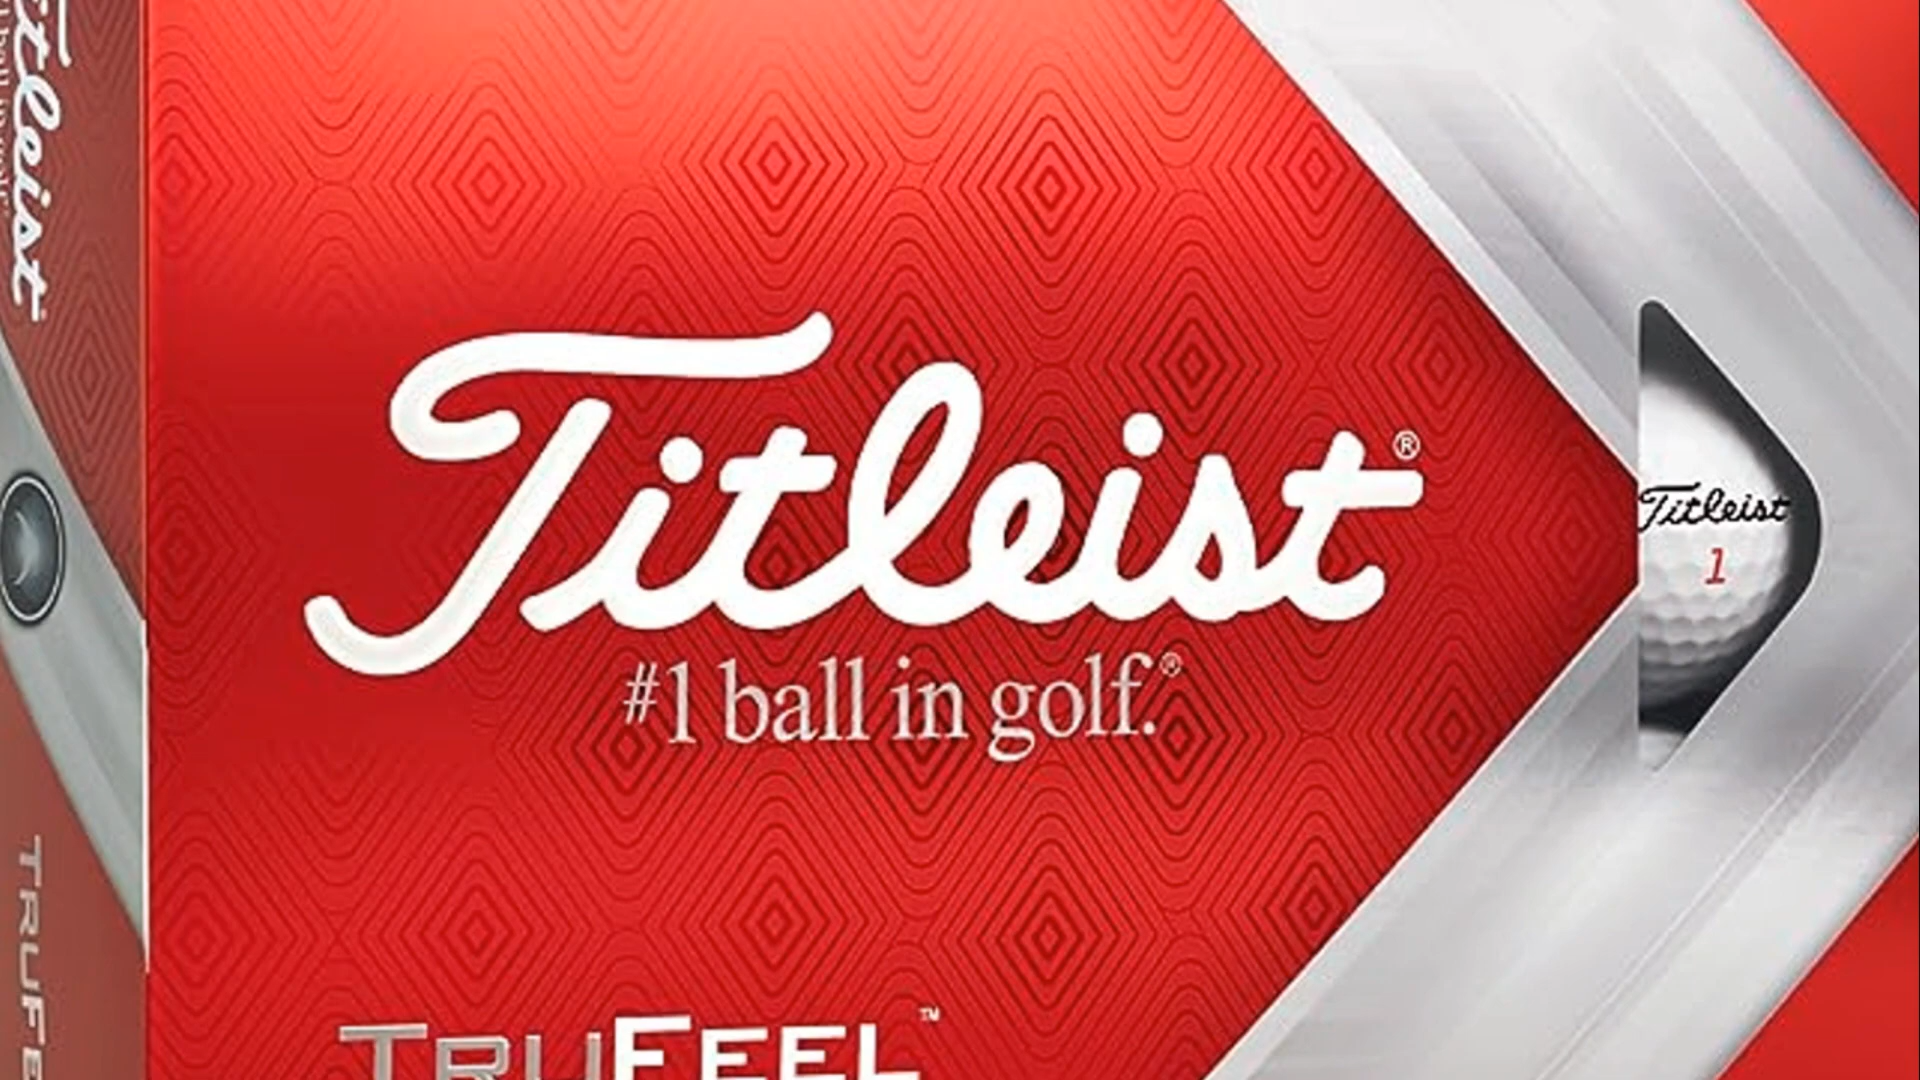 Titleist®
#1 ball in golf.®
TRUFEEL™
Titleist
1
Titleist
TRUFE